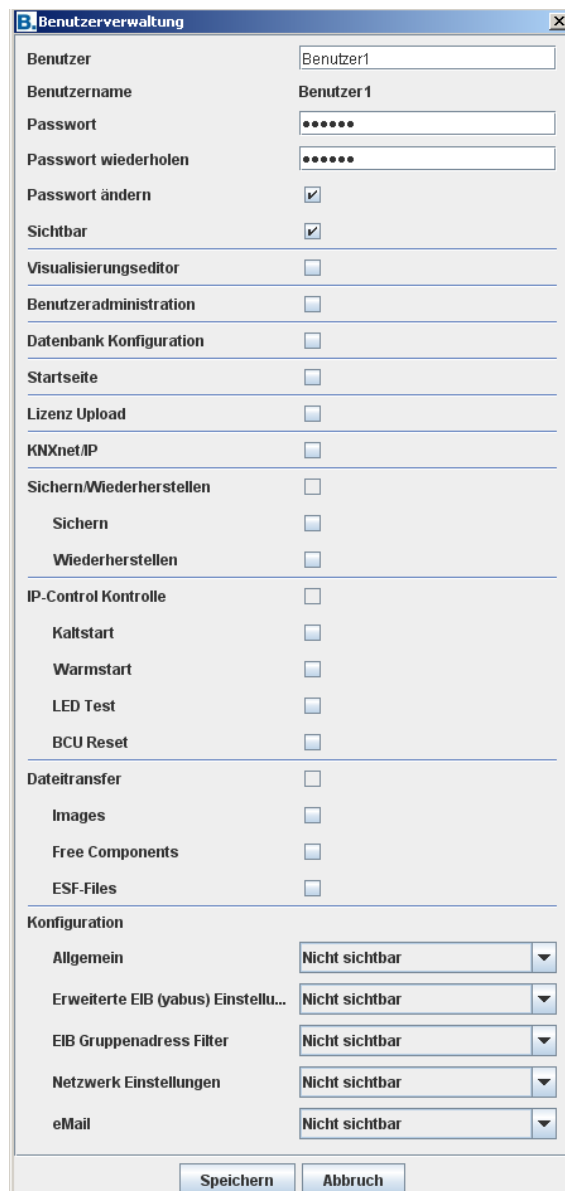 B. Benutzerverwaltung
Benutzer Benutzer1
Benutzername Benutzer1
Passwort ••••••
Passwort wiederholen ••••••
Passwort ändern
Sichtbar
Visualisierungseditor
Benutzeradministration
Datenbank Konfiguration
Startseite
Lizenz Upload
KNXnet/IP
Sichern/Wiederherstellen
Sichern
Wiederherstellen
IP-Control Kontrolle
Kaltstart
Warmstart
LED Test
BCU Reset
Dateitransfer
Images
Free Components
ESF-Files
Konfiguration
Allgemein Nicht sichtbar
Erweiterte EIB (yabus) Einstellu... Nicht sichtbar
EIB Gruppenadress Filter Nicht sichtbar
Netzwerk Einstellungen Nicht sichtbar
eMail Nicht sichtbar
Speichern Abbruch